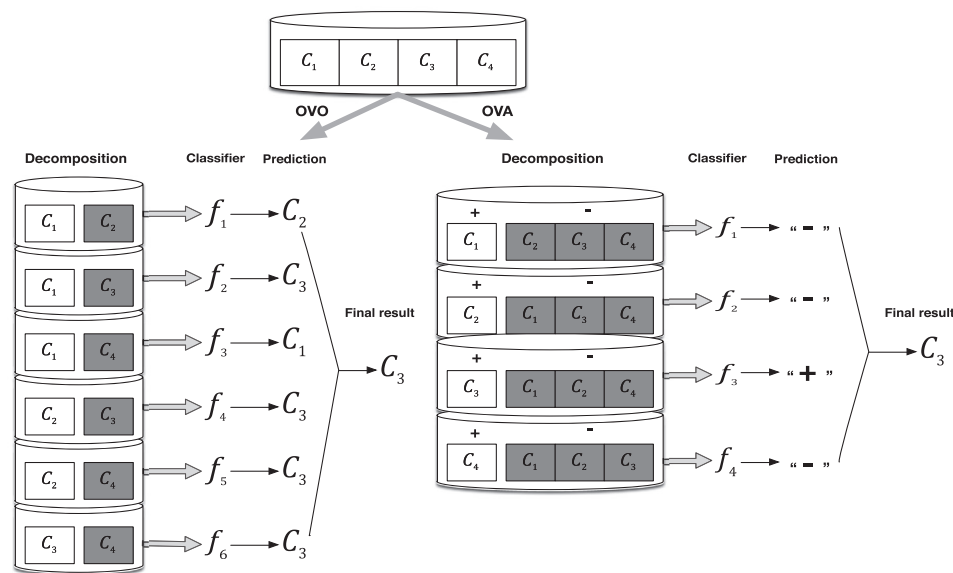 C₁ C₂ C₃ C₄
OVO OVA
Decomposition Classifier Prediction
C₁ C₂ f₁ C₂
C₁ C₃ f₂ C₃
C₁ C₄ f₃ C₁
C₂ C₃ f₄ C₃
C₂ C₄ f₅ C₃
C₃ C₄ f₆ C₃
Final result
C₃
Decomposition Classifier Prediction
+ -
C₁ C₂ C₃ C₄ f₁ “ - ”
+ -
C₂ C₁ C₃ C₄ f₂ “ - ”
+ -
C₃ C₁ C₂ C₄ f₃ “ + ”
+ -
C₄ C₁ C₂ C₃ f₄ “ - ”
Final result
C₃